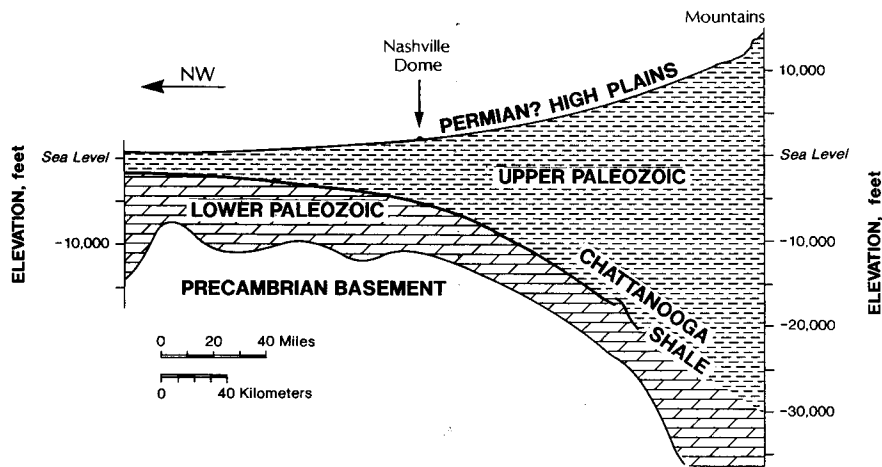 Mountains
Nashville
Dome
NW
PERMIAN? HIGH PLAINS
10,000
Sea Level
Sea Level
UPPER PALEOZOIC
LOWER PALEOZOIC
ELEVATION, feet
ELEVATION, feet
-10,000
-10,000
PRECAMBRIAN BASEMENT
CHATTANOOGA
SHALE
-20,000
0 20 40 Miles
0 40 Kilometers
-30,000